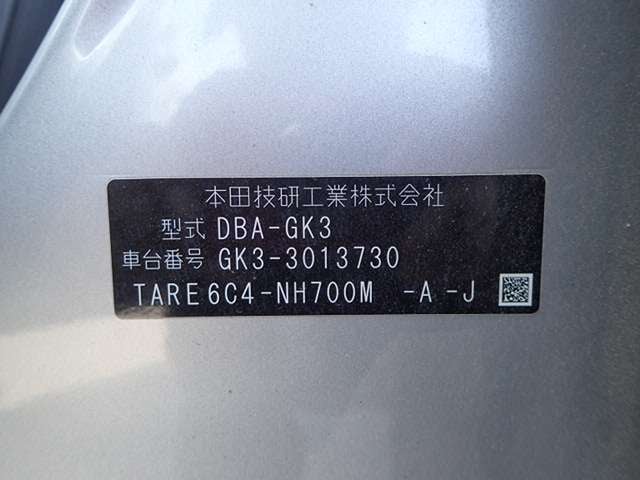 本田技研工業株式会社
型式 DBA-GK3
車台番号 GK3-3013730
TARE6C4-NH700M -A -J